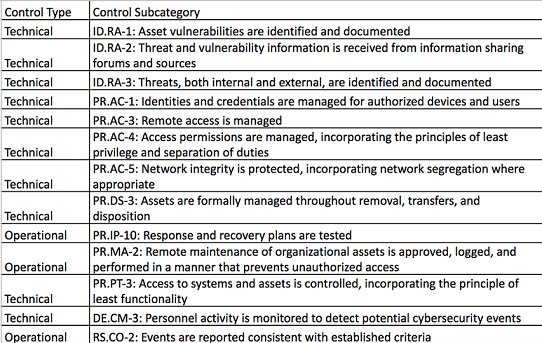 Control Type Control Subcategory
Technical ID.RA-1: Asset vulnerabilities are identified and documented
ID.RA-2: Threat and vulnerability information is received from information sharing
Technical forums and sources
Technical ID.RA-3: Threats, both internal and external, are identified and documented
Technical PR.AC-1: Identities and credentials are managed for authorized devices and users
Technical PR.AC-3: Remote access is managed
PR.AC-4: Access permissions are managed, incorporating the principles of least
Technical privilege and separation of duties
PR.AC-5: Network integrity is protected, incorporating network segregation where
Technical appropriate
PR.DS-3: Assets are formally managed throughout removal, transfers, and
Technical disposition
Operational PR.IP-10: Response and recovery plans are tested
PR.MA-2: Remote maintenance of organizational assets is approved, logged, and
Operational performed in a manner that prevents unauthorized access
PR.PT-3: Access to systems and assets is controlled, incorporating the principle of
Technical least functionality
Technical DE.CM-3: Personnel activity is monitored to detect potential cybersecurity events
Operational RS.CO-2: Events are reported consistent with established criteria